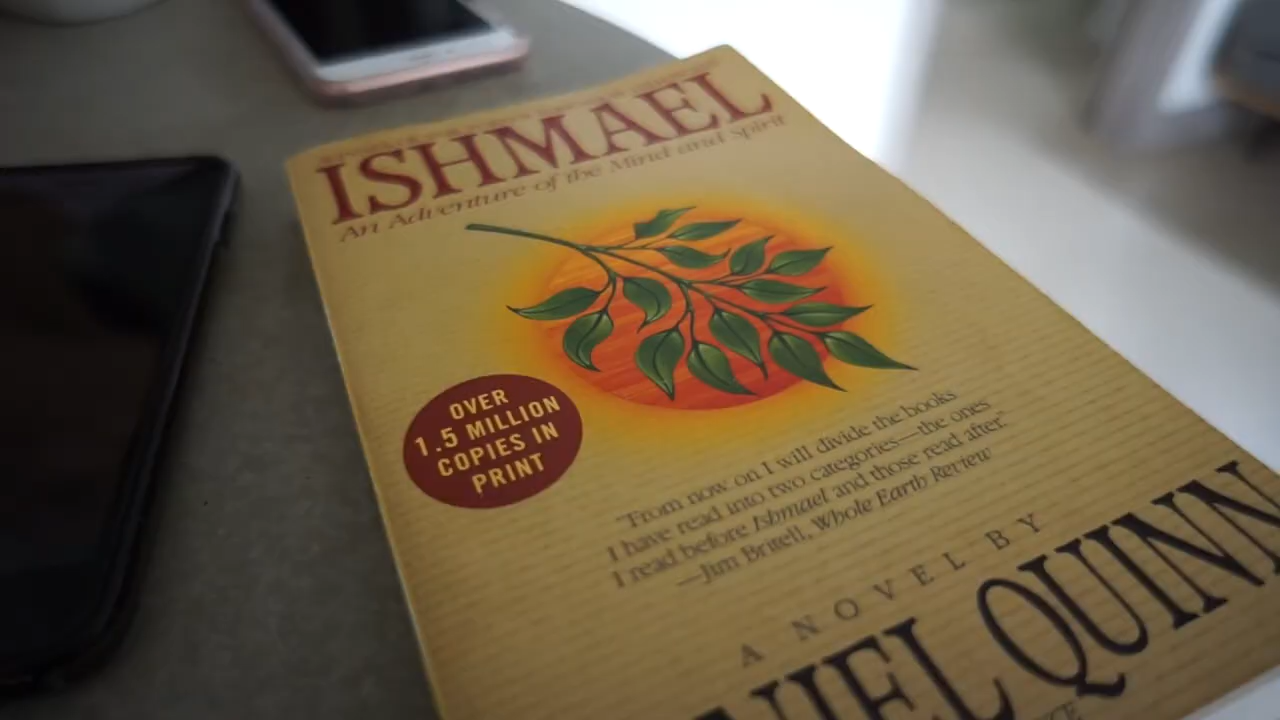 ISHMAEL
An Adventure of the Mind and Spirit
OVER
1.5 MILLION
COPIES IN
PRINT
"From now on I will divide the books
I have read into two categories—the ones
I read before Ishmael and those read after."
—Jim Britell, Whole Earth Review
A NOVEL BY
NIEL QUINN